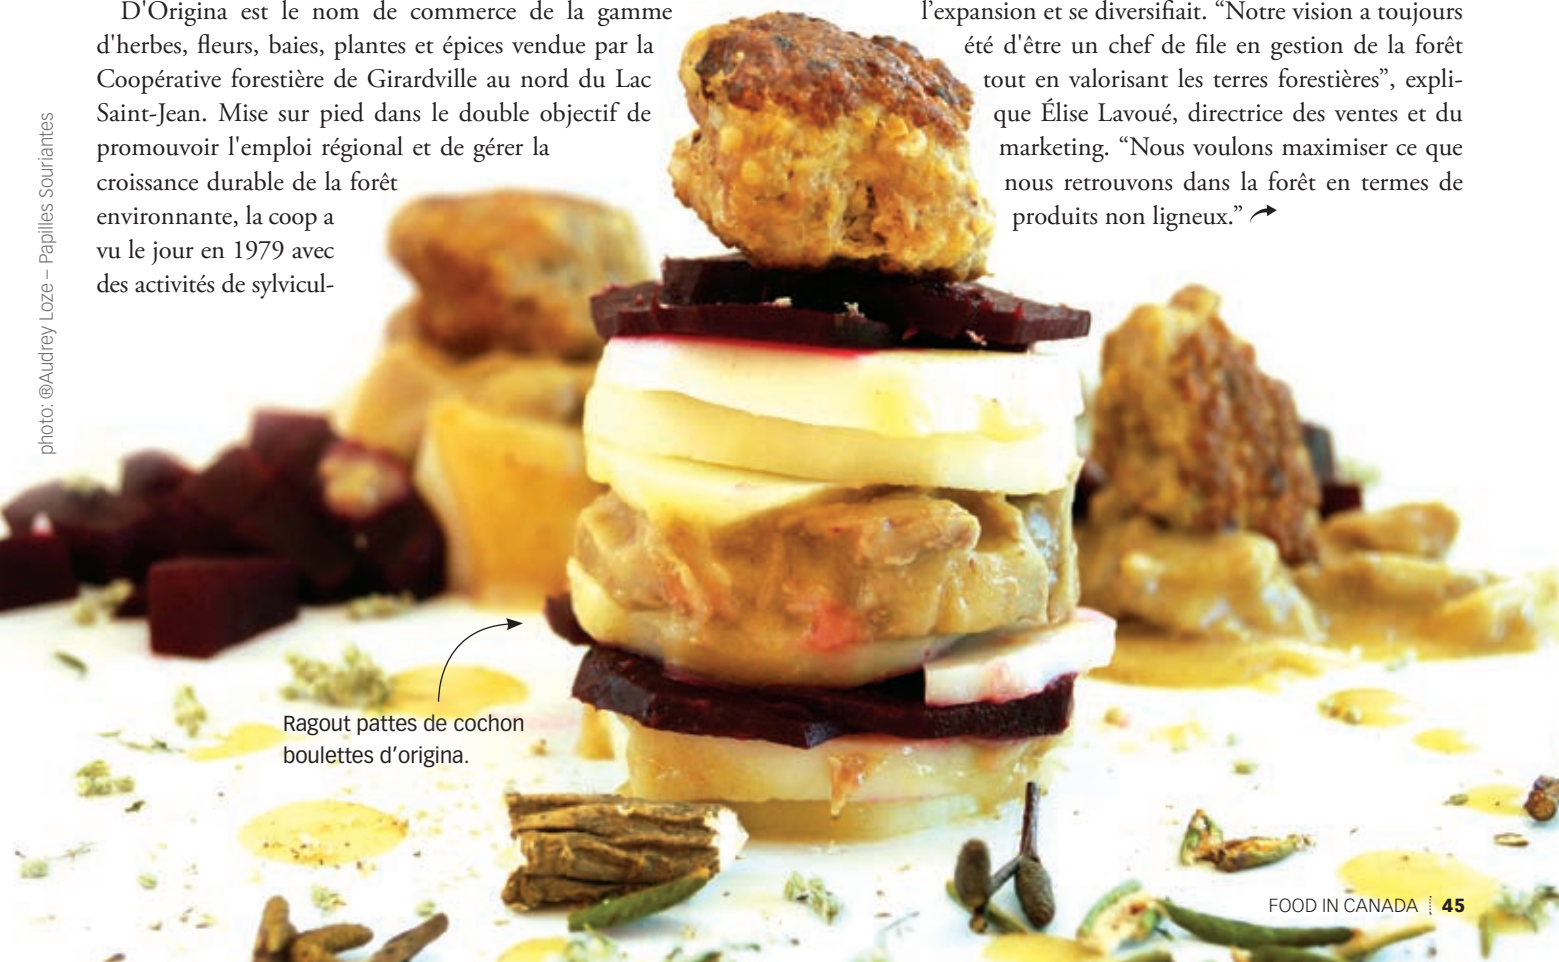 D'Origina est le nom de commerce de la gamme
d'herbes, fleurs, baies, plantes et épices vendue par la
Coopérative forestière de Girardville au nord du Lac
Saint-Jean. Mise sur pied dans le double objectif de
promouvoir l'emploi régional et de gérer la
croissance durable de la forêt
environnante, la coop a
vu le jour en 1979 avec
des activités de sylvicul-
l’expansion et se diversifiait. “Notre vision a toujours
été d'être un chef de file en gestion de la forêt
tout en valorisant les terres forestières”, expli-
que Élise Lavoué, directrice des ventes et du
marketing. “Nous voulons maximiser ce que
nous retrouvons dans la forêt en termes de
produits non ligneux.”
photo: ®Audrey Loze – Papilles Souriantes
Ragout pattes de cochon
boulettes d’origina.
FOOD IN CANADA 45